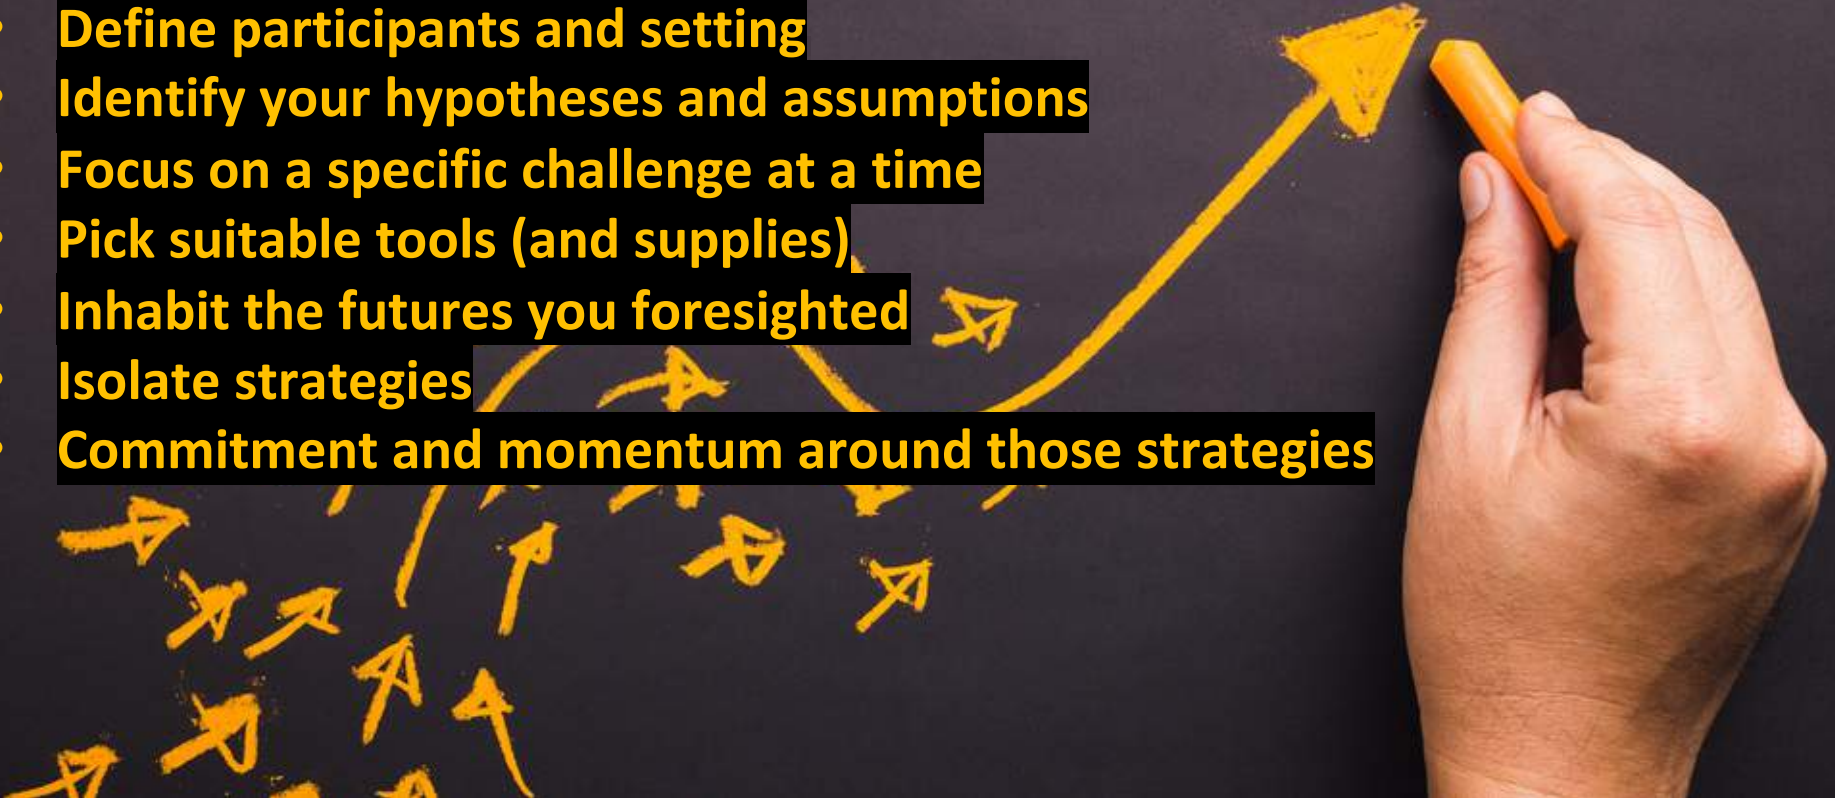 • Define participants and setting
• Identify your hypotheses and assumptions
• Focus on a specific challenge at a time
• Pick suitable tools (and supplies)
• Inhabit the futures you foresighted
• Isolate strategies
• Commitment and momentum around those strategies